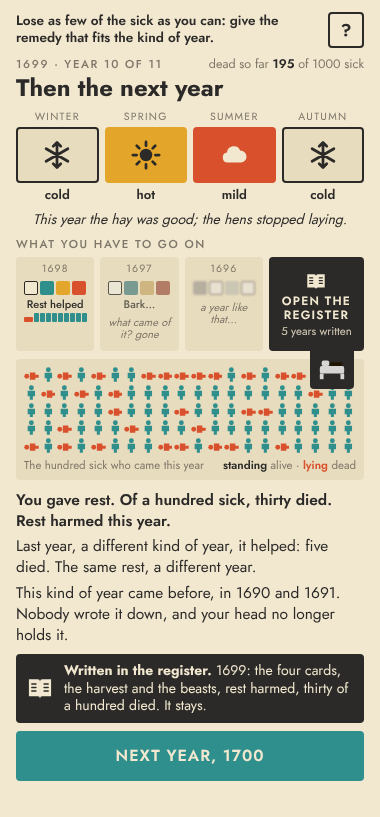 Lose as few of the sick as you can: give the
remedy that fits the kind of year.
?
1699 · YEAR 10 OF 11
dead so far 195 of 1000 sick
Then the next year
WINTER
SPRING
SUMMER
AUTUMN
cold
hot
mild
cold
This year the hay was good; the hens stopped laying.
WHAT YOU HAVE TO GO ON
1698
Rest helped
1697
Bark...
what came of
it? gone
1696
a year like
that...
OPEN THE
REGISTER
5 years written
The hundred sick who came this year
standing alive · lying dead
You gave rest. Of a hundred sick, thirty died.
Rest harmed this year.
Last year, a different kind of year, it helped: five
died. The same rest, a different year.
This kind of year came before, in 1690 and 1691.
Nobody wrote it down, and your head no longer
holds it.
Written in the register. 1699: the four cards,
the harvest and the beasts, rest harmed, thirty of
a hundred died. It stays.
NEXT YEAR, 1700